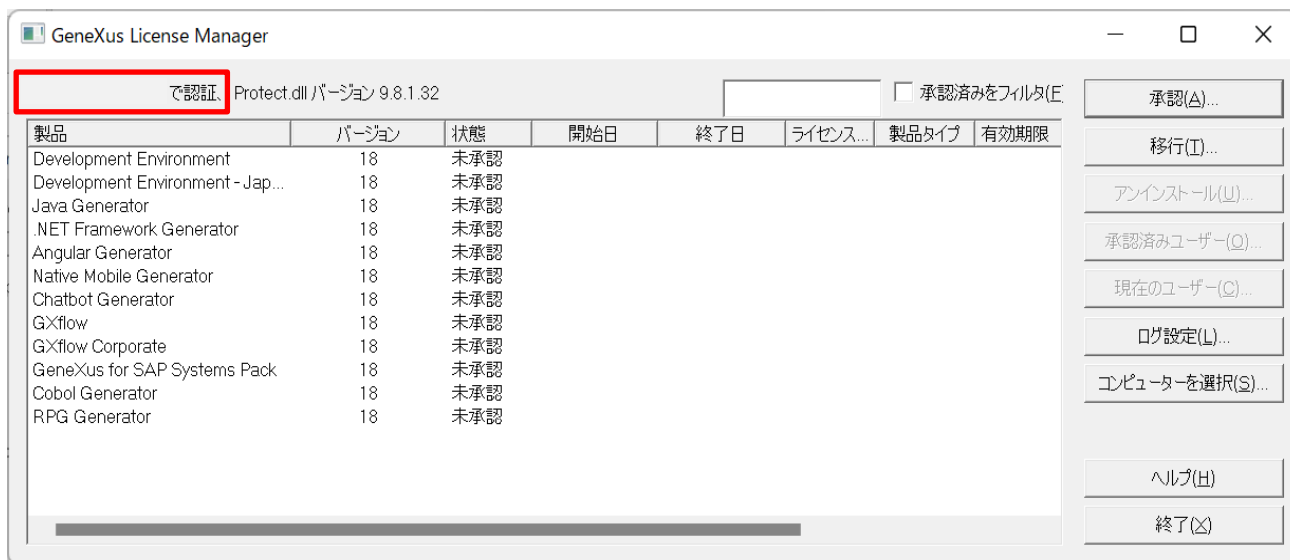 GeneXus License Manager
で認証、 Protect.dll バージョン 9.8.1.32 承認済みをフィルタ(F 承認(A)...
製品 バージョン 状態 開始日 終了日 ライセンス... 製品タイプ 有効期限
移行(T)...
Development Environment 18 未承認
Development Environment - Jap... 18 未承認
アンインストール(U)...
Java Generator 18 未承認
.NET Framework Generator 18 未承認
承認済みユーザー(O)...
Angular Generator 18 未承認
Native Mobile Generator 18 未承認
現在のユーザー(C)...
Chatbot Generator 18 未承認
GXflow 18 未承認
ログ設定(L)...
GXflow Corporate 18 未承認
GeneXus for SAP Systems Pack 18 未承認
コンピューターを選択(S)...
Cobol Generator 18 未承認
RPG Generator 18 未承認
ヘルプ(H)
終了(X)